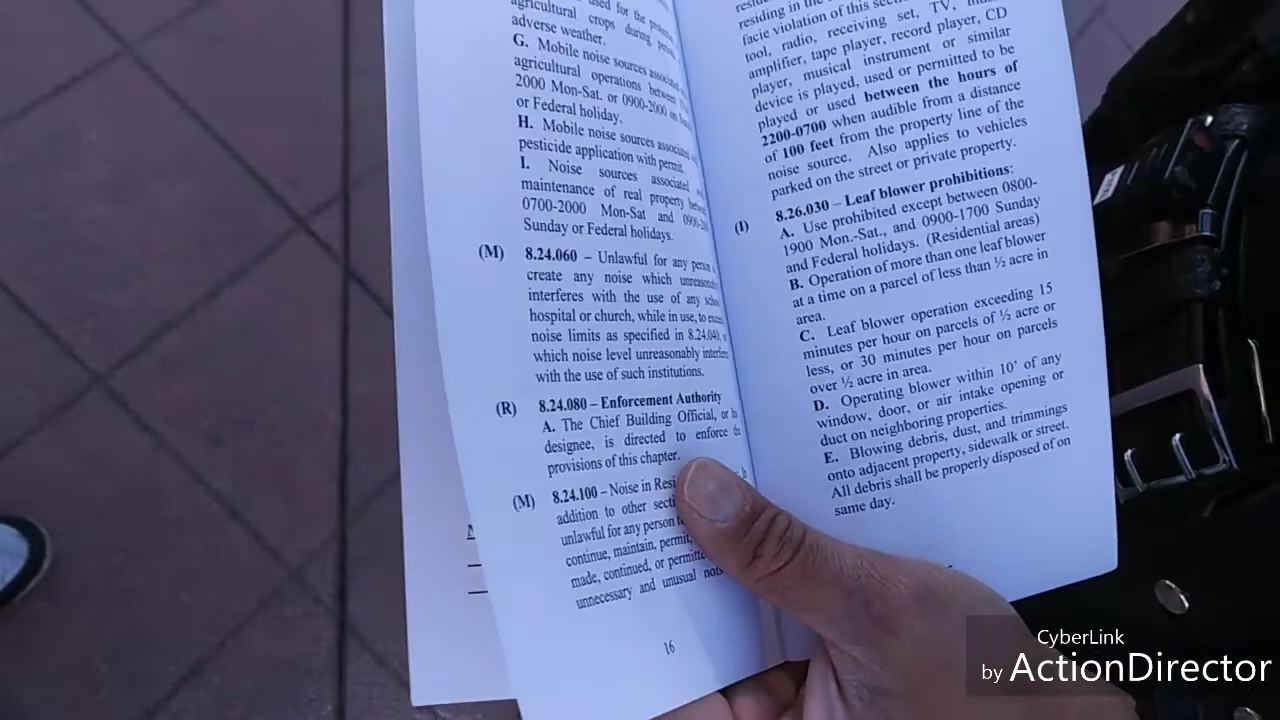 used for the
agricultural crops during
adverse weather.
G. Mobile noise sources
agricultural operations
2000 Mon-Sat. or 0900-2000 on
or Federal holiday.
H. Mobile noise sources
pesticide application with permit.
I. Noise sources associated
maintenance of real property
0700-2000 Mon-Sat and
Sunday or Federal holidays.
(M) 8.24.060 – Unlawful for any person
create any noise which
interferes with the use of any
hospital or church, while in use, to
noise limits as specified in 8.24.040,
which noise level unreasonably
with the use of such institutions.
(R) 8.24.080 – Enforcement Authority
A. The Chief Building Official, or
designee, is directed to enforce
provisions of this chapter.
(M) 8.24.100 – Noise in
addition to other
unlawful for any person
continue, maintain, permit,
made, continued, or
unnecessary and unusual
16
residing in the
facie violation of this
tool, radio, receiving set, TV,
amplifier, tape player, record player, CD
player, musical instrument or similar
device is played, used or permitted to be
played or used between the hours of
2200-0700 when audible from a distance
of 100 feet from the property line of the
noise source. Also applies to vehicles
parked on the street or private property.
(I) 8.26.030 – Leaf blower prohibitions:
A. Use prohibited except between 0800-
1900 Mon.-Sat., and 0900-1700 Sunday
and Federal holidays. (Residential areas)
B. Operation of more than one leaf blower
at a time on a parcel of less than ½ acre in
area.
C. Leaf blower operation exceeding 15
minutes per hour on parcels of ½ acre or
less, or 30 minutes per hour on parcels
over ½ acre in area.
D. Operating blower within 10' of any
window, door, or air intake opening or
duct on neighboring properties.
E. Blowing debris, dust, and trimmings
onto adjacent property, sidewalk or street.
All debris shall be properly disposed of on
same day.
CyberLink
by ActionDirector